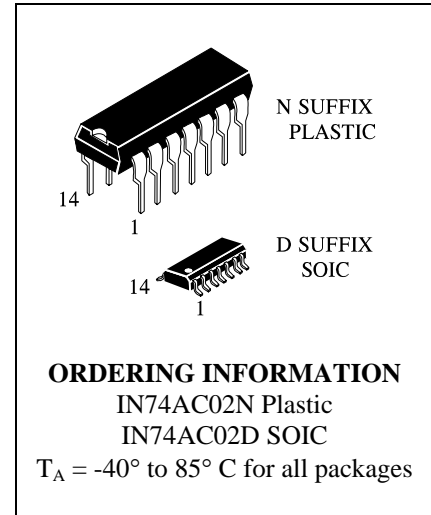 N SUFFIX
PLASTIC
14
1
D SUFFIX
SOIC
14
1
ORDERING INFORMATION
IN74AC02N Plastic
IN74AC02D SOIC
T_A = -40° to 85° C for all packages